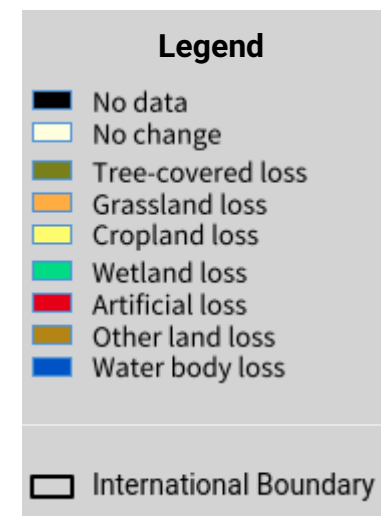 Legend
No data
No change
Tree-covered loss
Grassland loss
Cropland loss
Wetland loss
Artificial loss
Other land loss
Water body loss
International Boundary